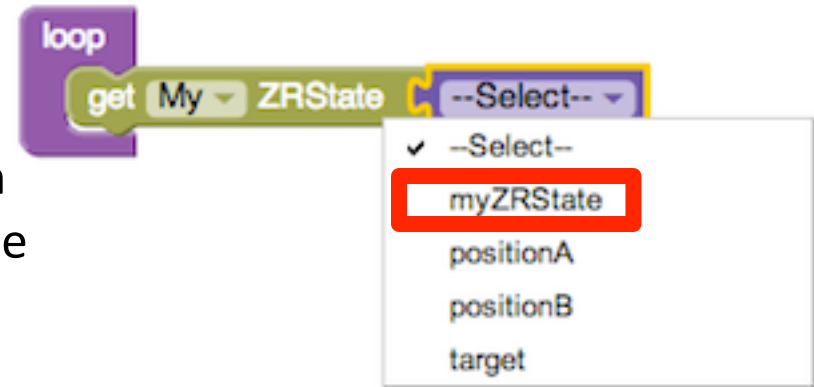 loop
get My ZRState --Select--
--Select--
myZRState
positionA
positionB
target